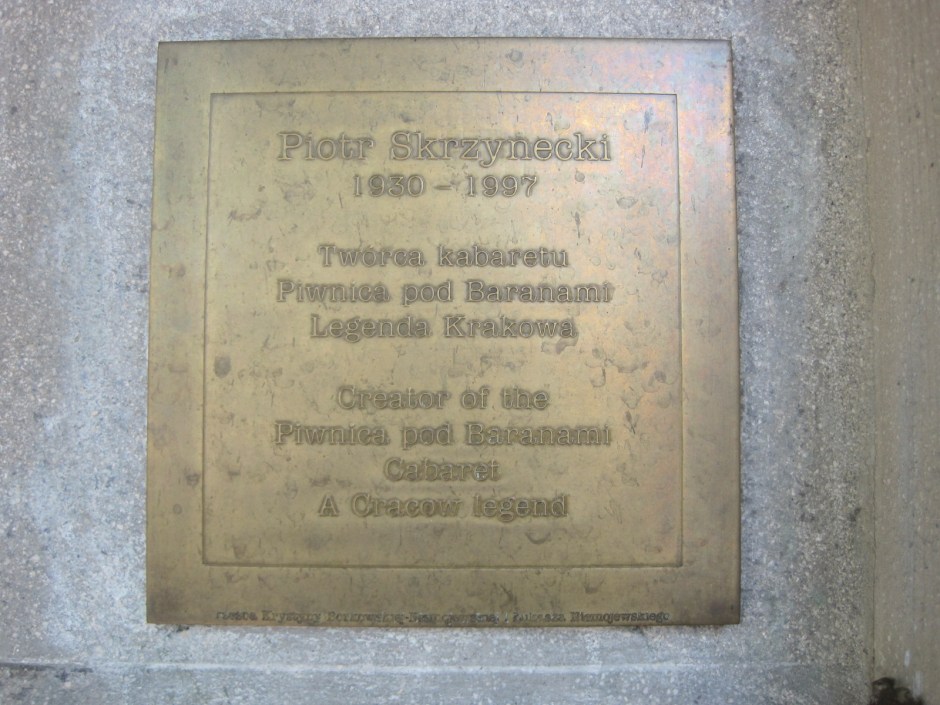 Piotr Skrzynecki
1930 – 1997
Twórca kabaretu
Piwnica pod Baranami
Legenda Krakowa
Creator of the
Piwnica pod Baranami
Cabaret
A Cracow legend
Krystyny